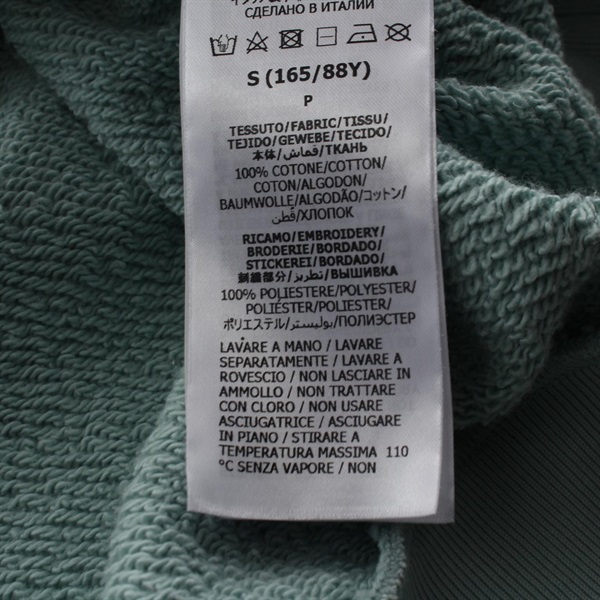 СДЕЛАНО В ИТАЛИИ
S (165/88Y)
P
TESSUTO/FABRIC/TISSU/
TEJIDO/GEWEBE/TECIDO/
本体/قماش/ТКАНЬ
100% COTONE/COTTON/
COTON/ALGODON/
BAUMWOLLE/ALGODÃO/コットン/
قطن/ХЛОПОК
RICAMO/EMBROIDERY/
BRODERIE/BORDADO/
STICKEREI/BORDADO/
刺繍部分/تطريز/ВЫШИВКА
100% POLIESTERE/POLYESTER/
POLIÉSTER/POLIESTER/
ポリエステル/بوليستر/ПОЛИЭСТЕР
LAVARE A MANO / LAVARE
SEPARATAMENTE / LAVARE A
ROVESCIO / NON LASCIARE IN
AMMOLLO / NON TRATTARE
CON CLORO / NON USARE
ASCIUGATRICE / ASCIUGARE
IN PIANO / STIRARE A
TEMPERATURA MASSIMA 110
°C SENZA VAPORE / NON